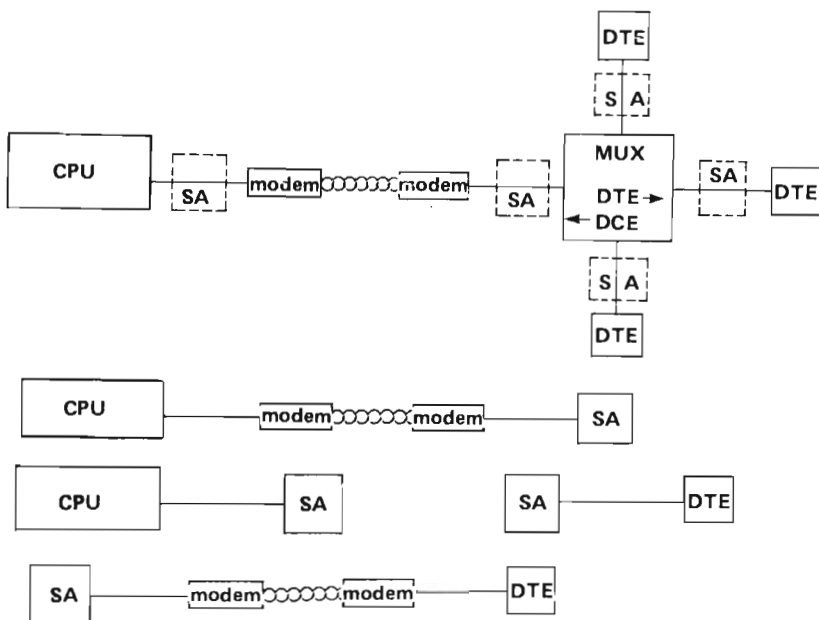 DTE
S A
CPU
SA
modem
modem
SA
MUX
DTE
DCE
SA
DTE
S A
DTE
CPU
modem
modem
SA
CPU
SA
SA
DTE
SA
modem
modem
DTE